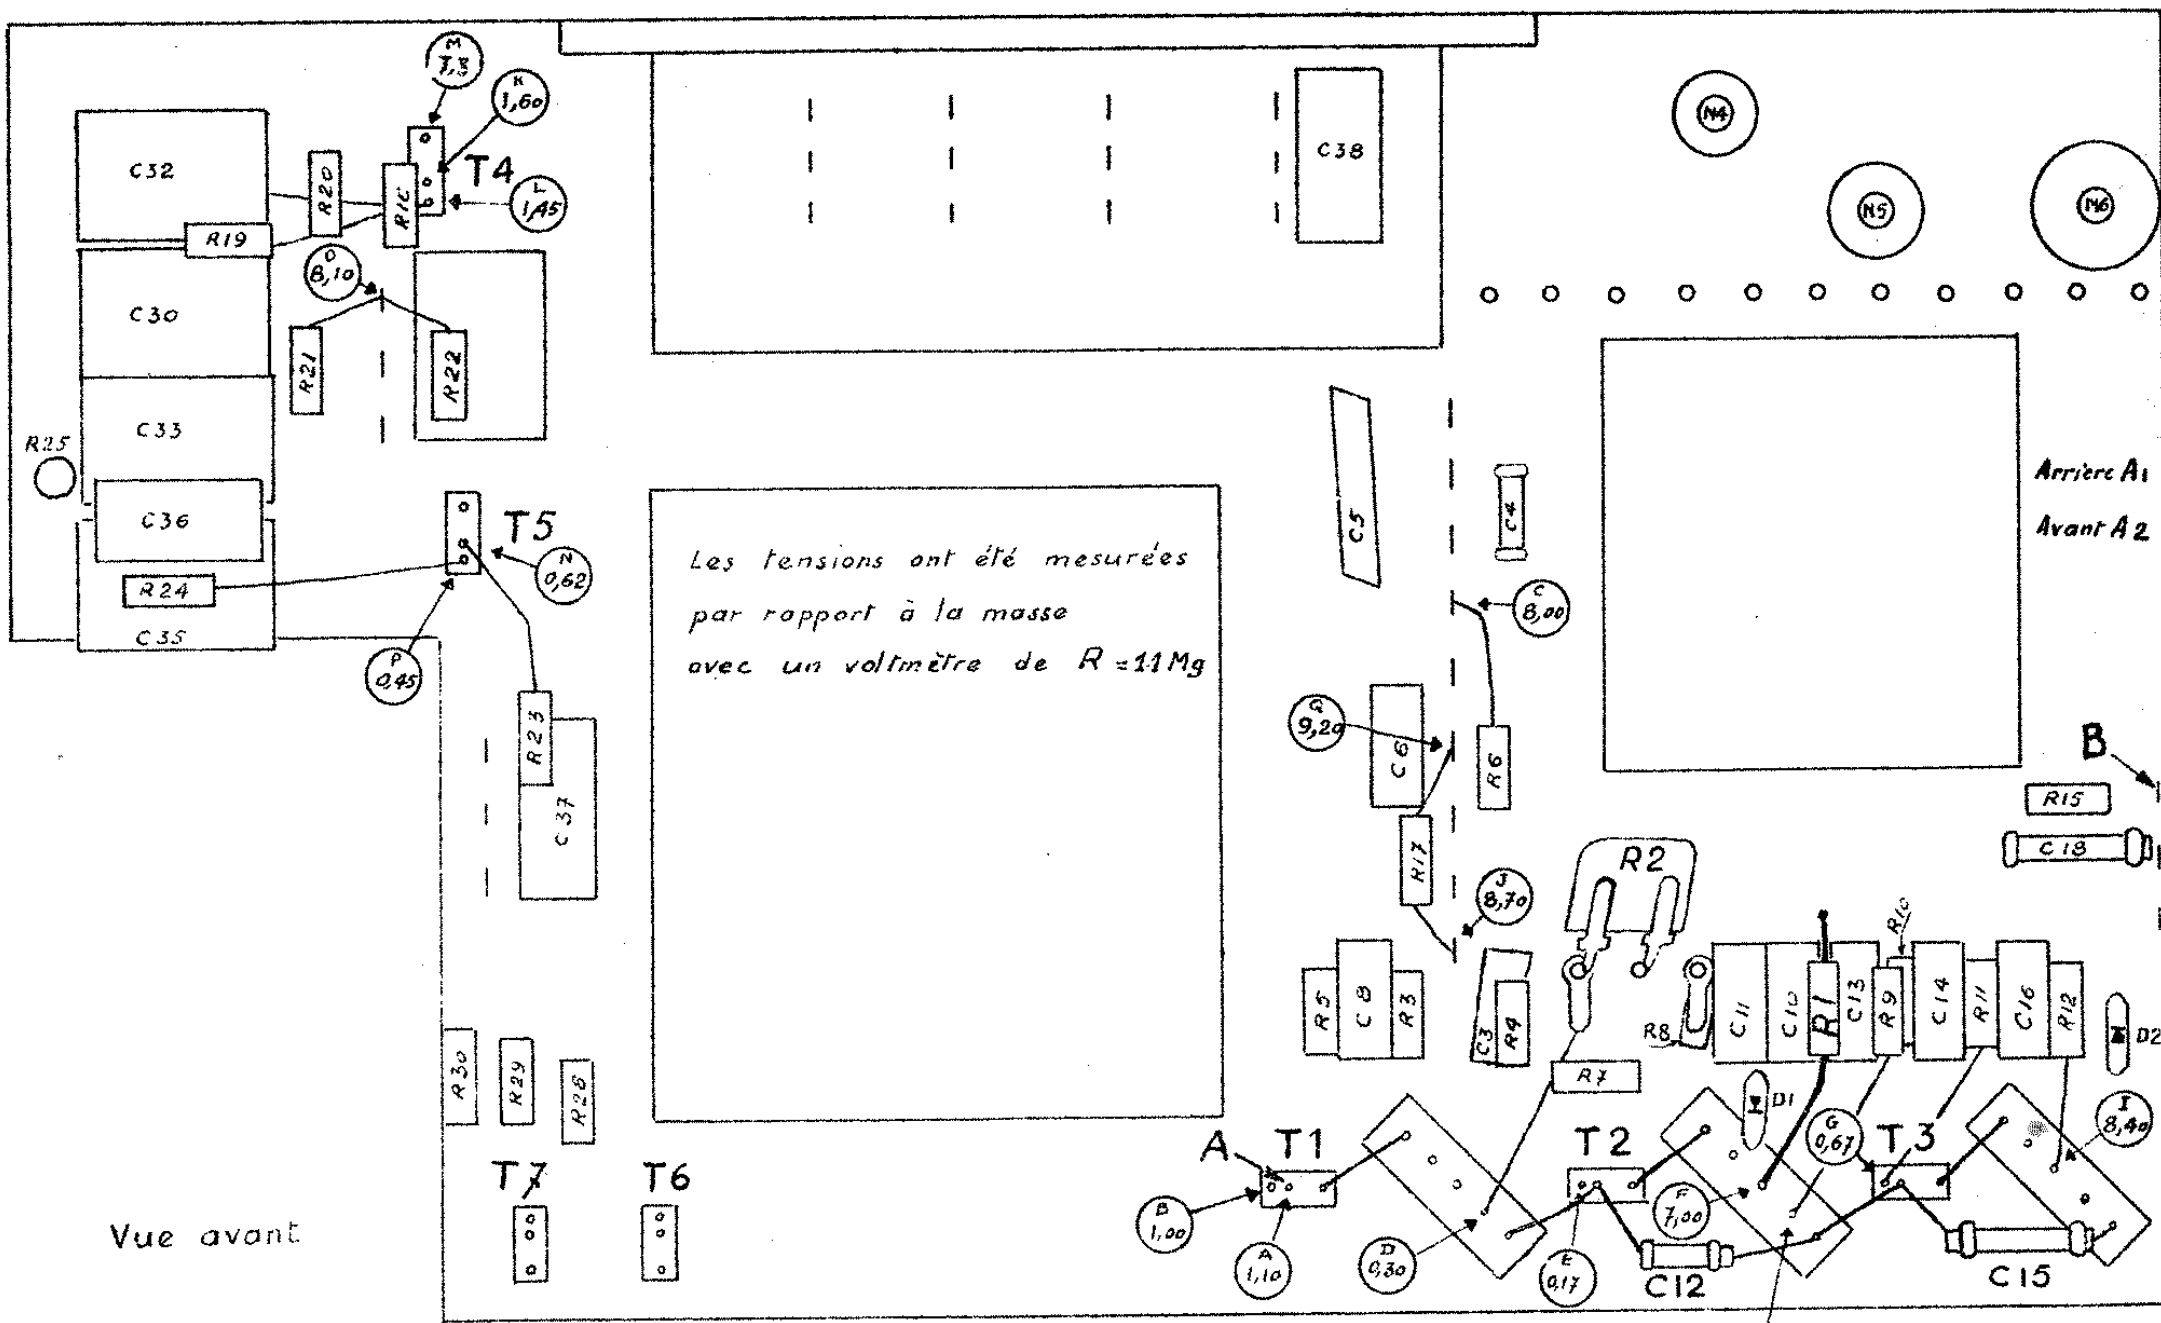 M
7,3
K
1,60
C32
R20
R18
T4
L
1,45
C38
N4
N5
N6
R19
O
8,10
C30
R21
R22
C33
R25
C36
T5
N
0,62
R24
C35
P
0,45
Les tensions ont été mesurées
par rapport à la masse
avec un voltmètre de R = 11 Mg
C5
C4
Arrière A1
Avant A2
C
8,00
Q
9,20
C6
R6
B
R15
C18
R23
C37
R17
R2
J
8,70
R10
R5
C8
R3
C3
R4
R8
C11
C10
R1
C13
R9
C14
R11
C16
R12
D2
R7
D1
R30
R29
R28
A
T1
T2
G
0,67
T3
I
8,40
T7
T6
B
1,00
A
1,10
D
0,30
E
0,17
F
7,00
C12
C15
Vue avant